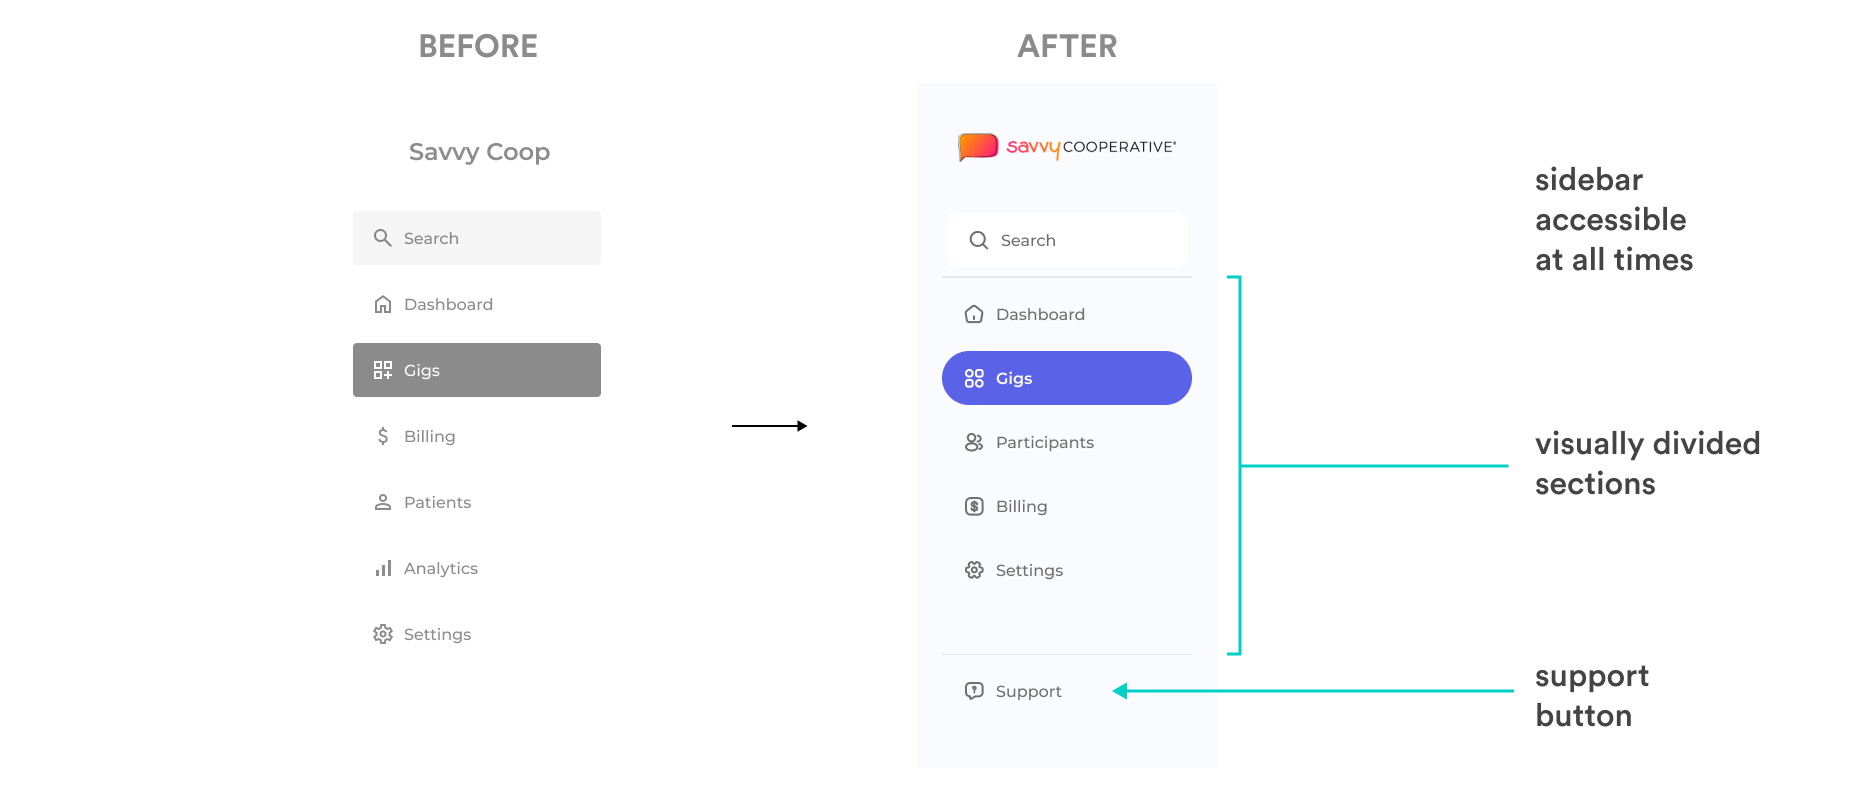 BEFORE
Savvy Coop
Search
Dashboard
Gigs
Billing
Patients
Analytics
Settings
AFTER
savvy COOPERATIVE®
Search
Dashboard
Gigs
Participants
Billing
Settings
Support
sidebar
accessible
at all times
visually divided
sections
support
button